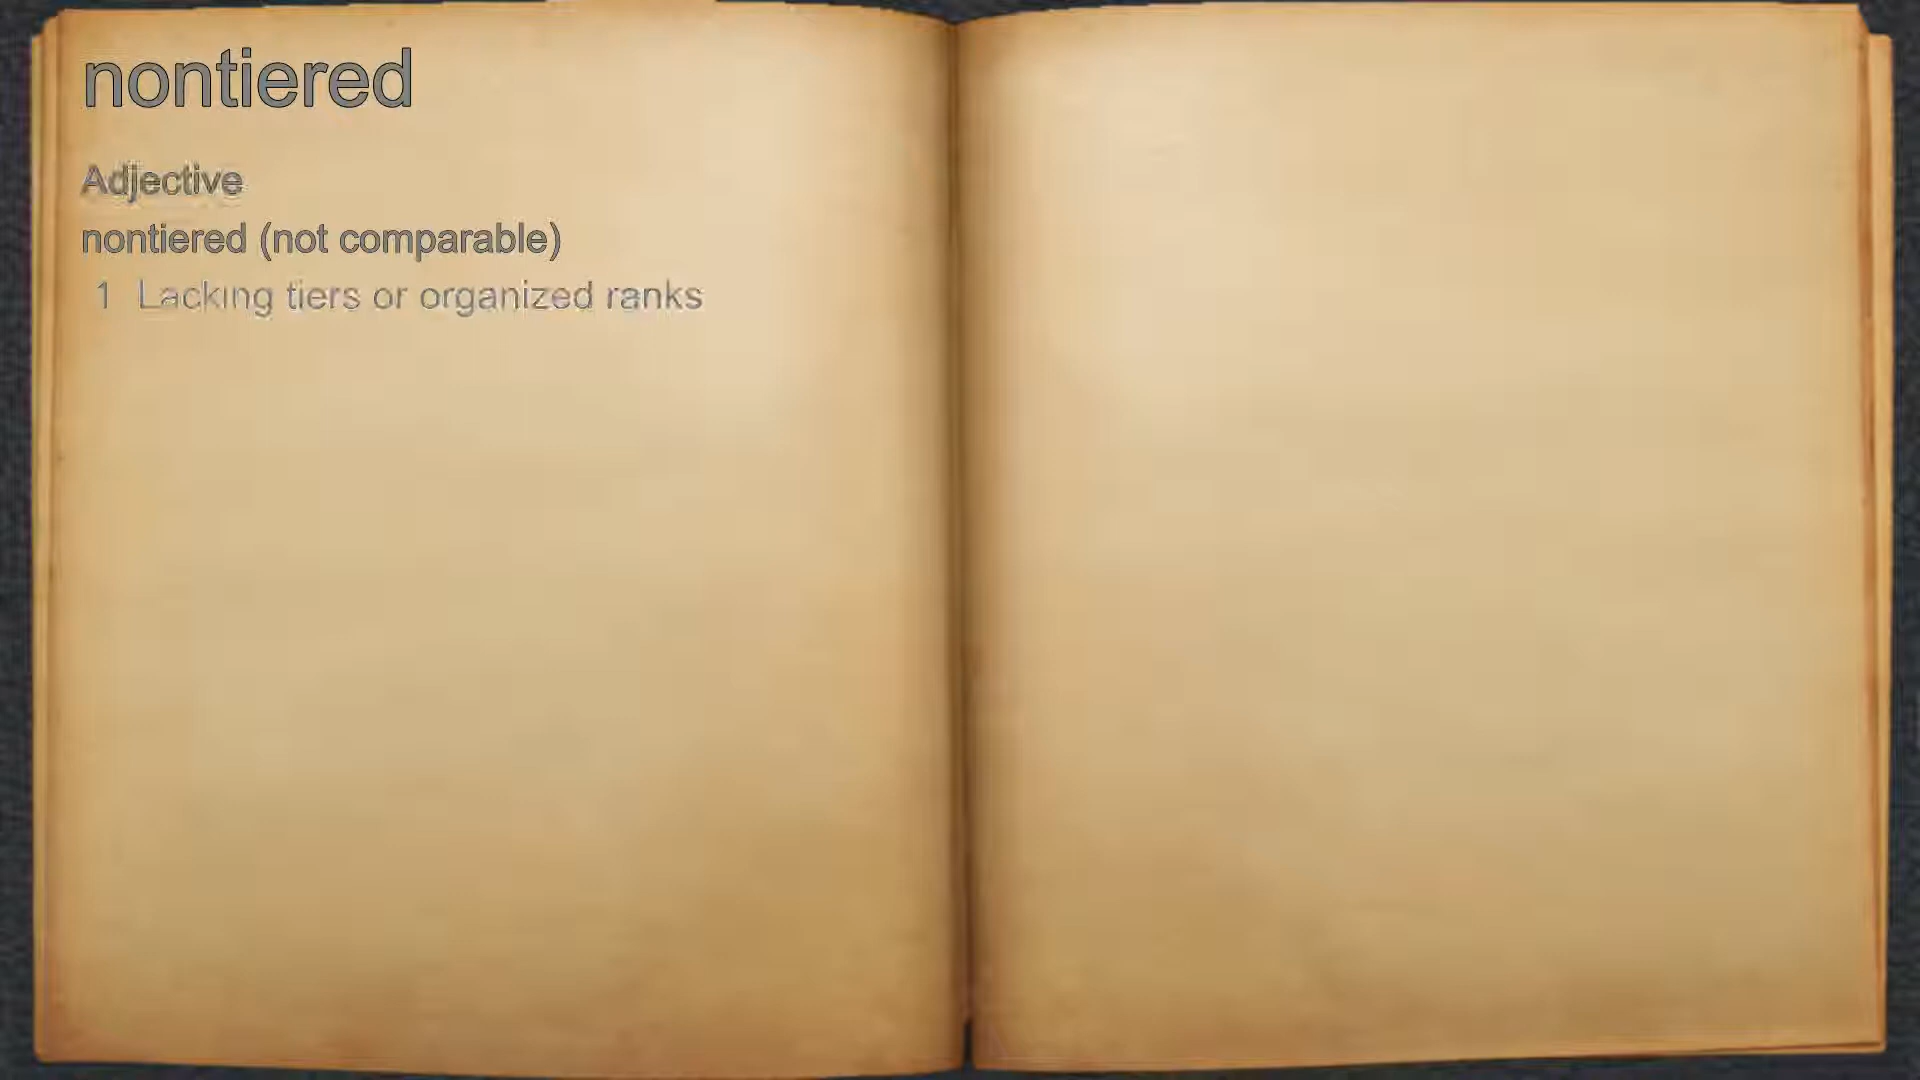 nontiered
Adjective
nontiered (not comparable)
1 Lacking tiers or organized ranks